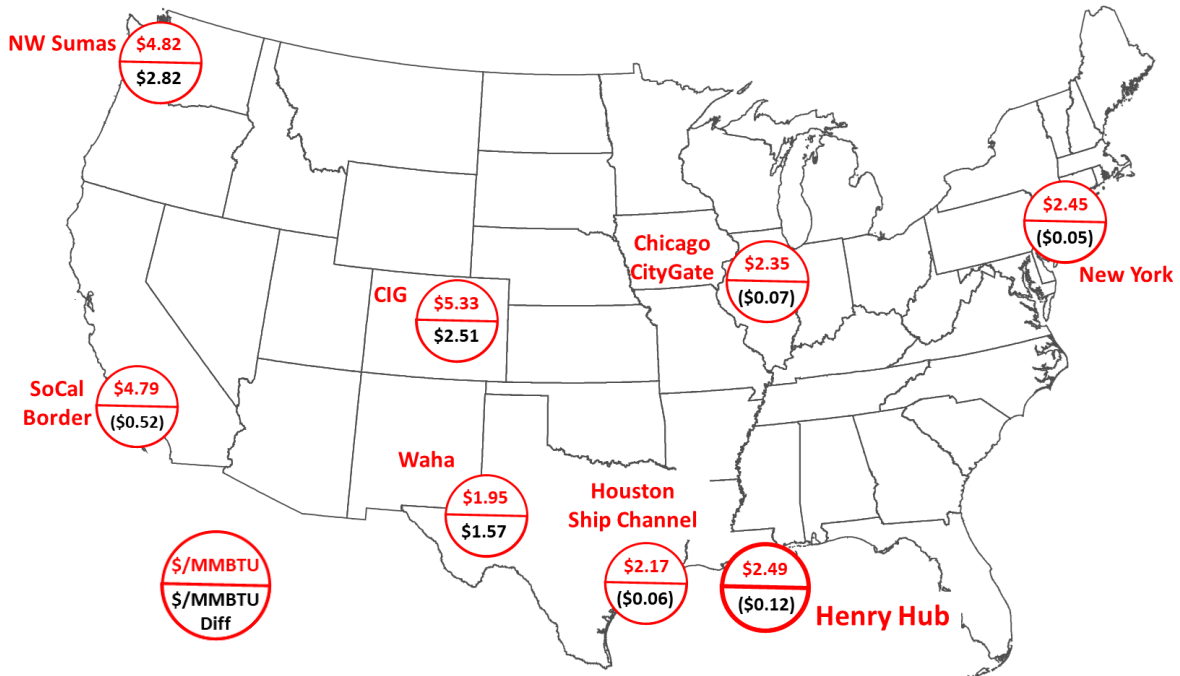 NW Sumas
$4.82
$2.82
$2.45
($0.05)
New York
Chicago
CityGate
$2.35
($0.07)
CIG
$5.33
$2.51
SoCal
Border
$4.79
($0.52)
Waha
$1.95
$1.57
Houston
Ship Channel
$2.17
($0.06)
$2.49
($0.12)
Henry Hub
$/MMBTU
$/MMBTU
Diff